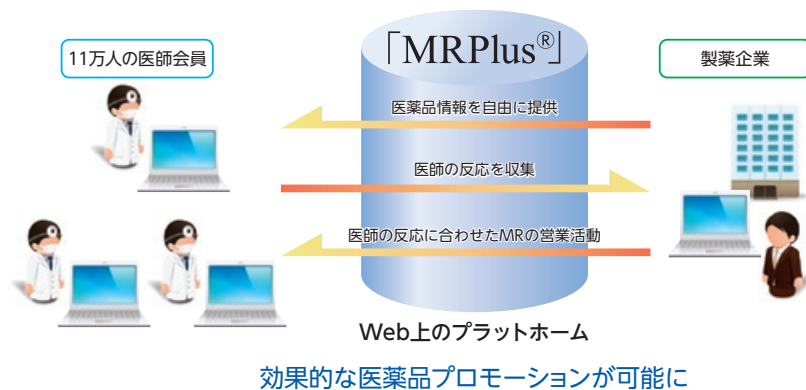 11万人の医師会員
「MRPlus®」
製薬企業
医薬品情報を自由に提供
医師の反応を収集
医師の反応に合わせたMRの営業活動
Web上のプラットホーム
効果的な医薬品プロモーションが可能に